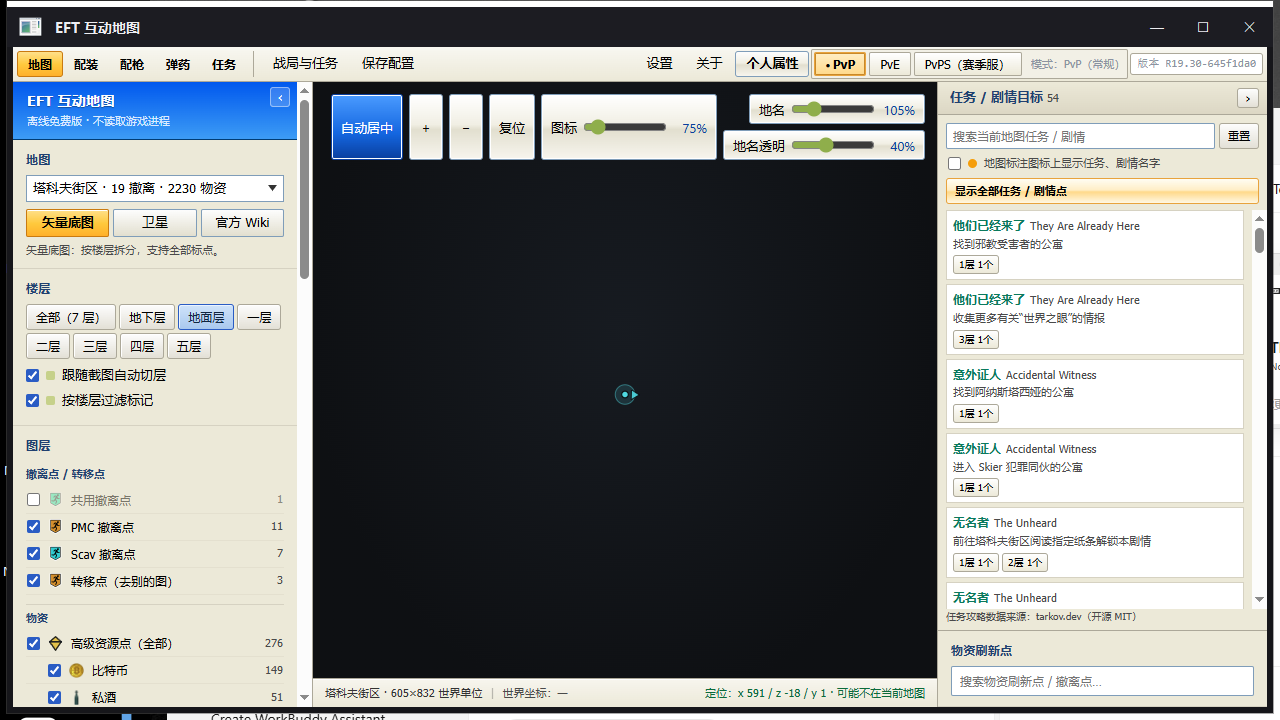 EFT 互动地图
地图 配装 配枪 弹药 任务 战局与任务 保存配置 设置 关于 个人属性 • PvP PvE PvPS（赛季服） 模式：PvP（常规） 版本 R19.30-645f1da0
EFT 互动地图
离线免费版 · 不读取游戏进程
地图
塔科夫街区 · 19 撤离 · 2230 物资
矢量底图 卫星 官方 Wiki
矢量底图：按楼层拆分，支持全部标点。
楼层
全部（7 层） 地下层 地面层 一层
二层 三层 四层 五层
跟随截图自动切层
按楼层过滤标记
图层
撤离点 / 转移点
共用撤离点 1
PMC 撤离点 11
Scav 撤离点 7
转移点（去别的图） 3
物资
高级资源点（全部） 276
比特币 149
私酒 51
自动居中 + − 复位 图标 75%
地名 105%
地名透明 40%
塔科夫街区 · 605×832 世界单位 | 世界坐标：—
定位：x 591 / z -18 / y 1 · 可能不在当前地图
任务 / 剧情目标 54
搜索当前地图任务 / 剧情 重置
地图标注图标上显示任务、剧情名字
显示全部任务 / 剧情点
他们已经来了 They Are Already Here
找到邪教受害者的公寓
1层 1个
他们已经来了 They Are Already Here
收集更多有关“世界之眼”的情报
3层 1个
意外证人 Accidental Witness
找到阿纳斯塔西娅的公寓
1层 1个
意外证人 Accidental Witness
进入 Skier 犯罪同伙的公寓
1层 1个
无名者 The Unheard
前往塔科夫街区阅读指定纸条解锁本剧情
1层 1个 2层 1个
无名者 The Unheard
任务攻略数据来源：tarkov.dev（开源 MIT）
物资刷新点
搜索物资刷新点 / 撤离点...
Create WorkBuddy Assistant